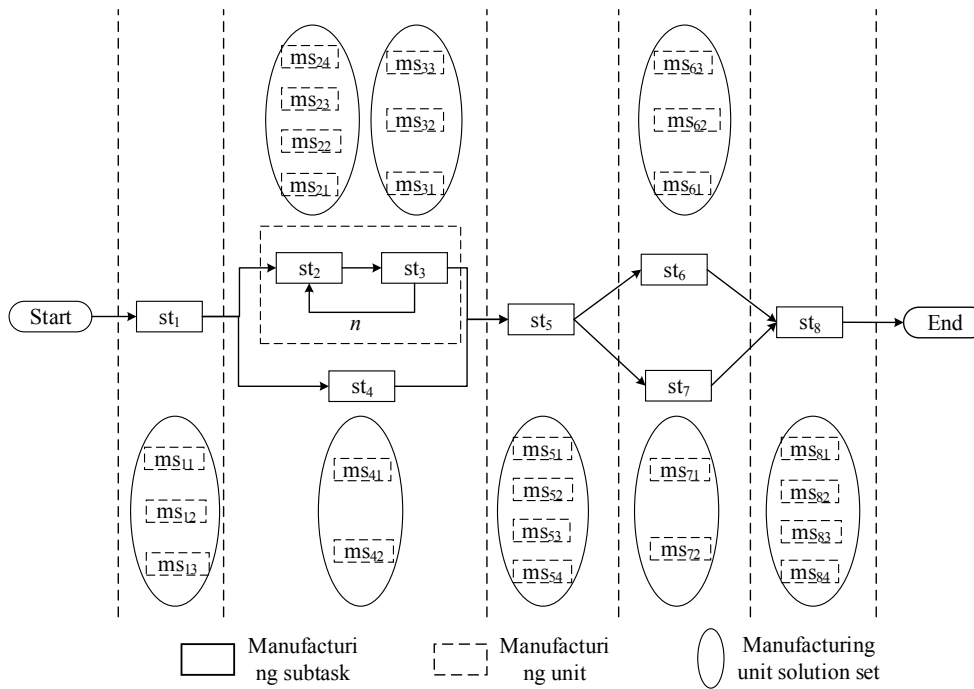 ms₂₄
ms₂₃
ms₂₂
ms₂₁
ms₃₃
ms₃₂
ms₃₁
ms₆₃
ms₆₂
ms₆₁
Start
st₁
st₂
st₃
n
st₄
st₅
st₆
st₇
st₈
End
ms₁₁
ms₁₂
ms₁₃
ms₄₁
ms₄₂
ms₅₁
ms₅₂
ms₅₃
ms₅₄
ms₇₁
ms₇₂
ms₈₁
ms₈₂
ms₈₃
ms₈₄
Manufacturi
ng subtask
Manufacturi
ng unit
Manufacturing
unit solution set